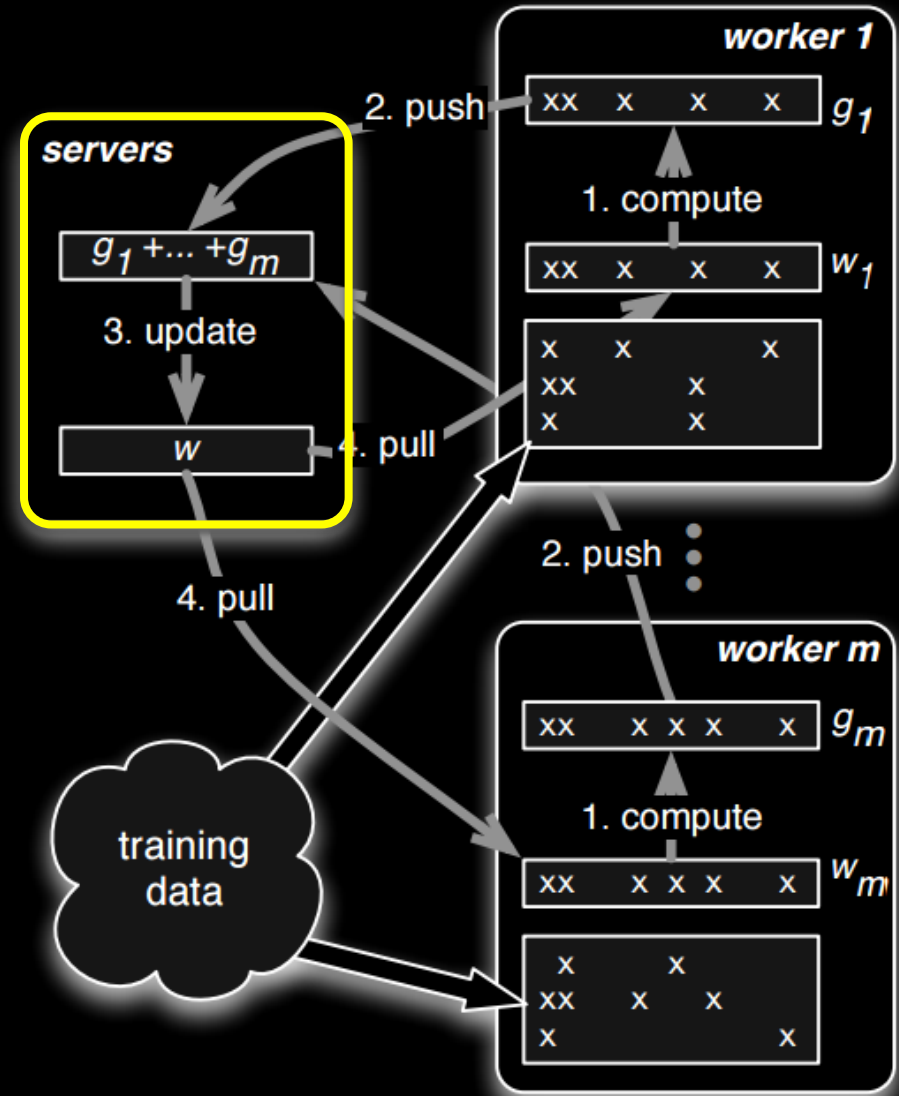 worker 1
2. push
xx x x x
g1
servers
1. compute
g1 +... +gm
xx x x x
w1
3. update
x x x
xx x
x x
w
4. pull
2. push
4. pull
worker m
xx x x x x
gm
1. compute
training
data
xx x x x x
wm
x x
xx x x
x x